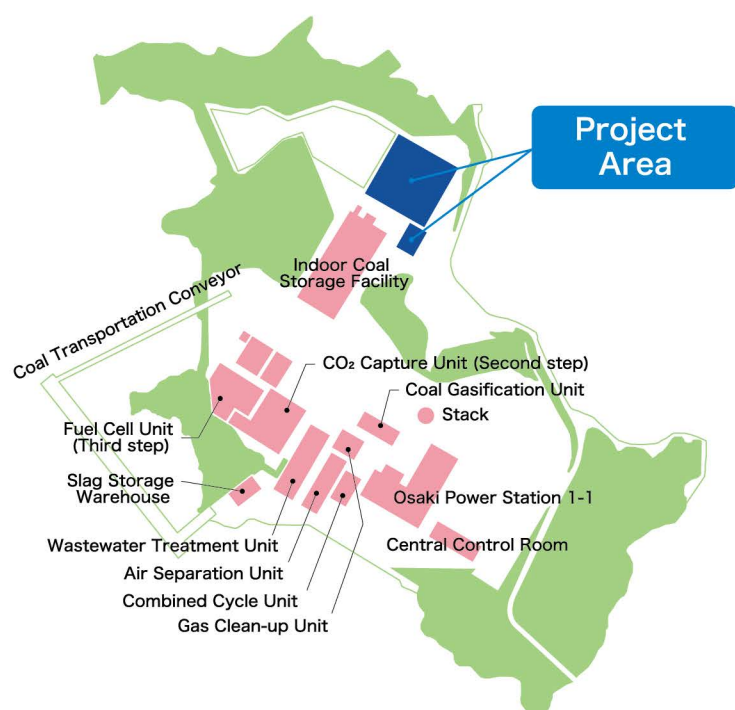 Project
Area
Indoor Coal
Storage Facility
Coal Transportation Conveyor
CO₂ Capture Unit (Second step)
Coal Gasification Unit
Stack
Fuel Cell Unit
(Third step)
Slag Storage
Warehouse
Osaki Power Station 1-1
Wastewater Treatment Unit
Central Control Room
Air Separation Unit
Combined Cycle Unit
Gas Clean-up Unit